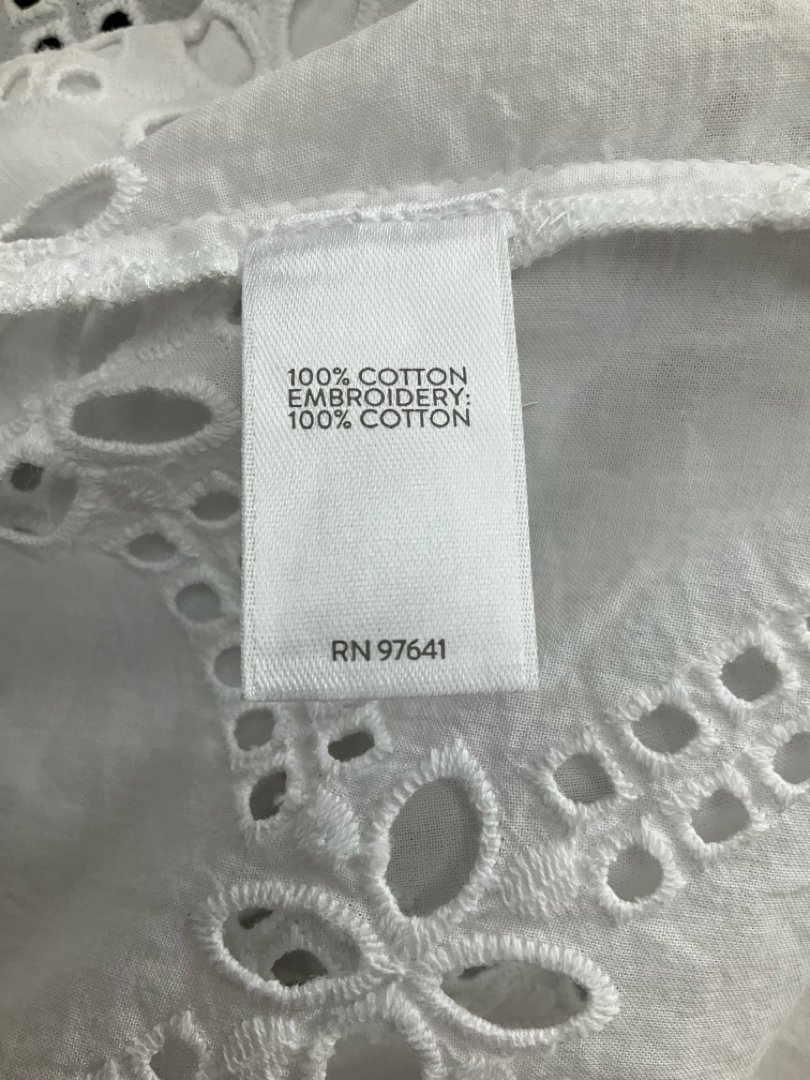 100% COTTON
EMBROIDERY:
100% COTTON
RN 97641